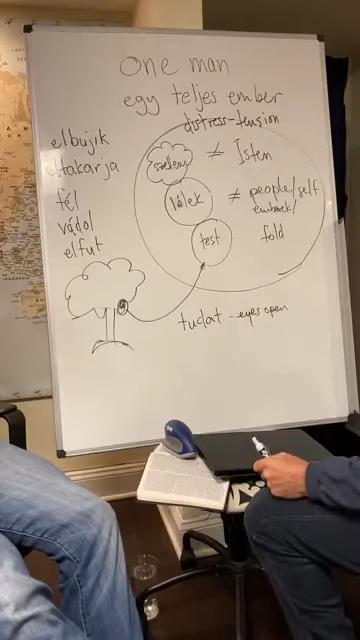 One man
egy teljes ember
distress-tension
elbujik
eltakarja
fél
vádol
elfut
szellem ≠ Isten
lélek ≠ people/self
emberek/
test föld
tudat - eyes open